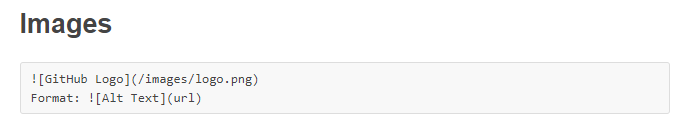 Images
![GitHub Logo](/images/logo.png)
Format: ![Alt Text](url)